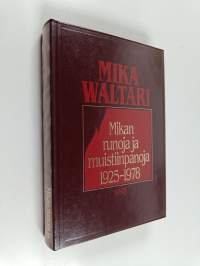 MIKA
WALTARI
Mikan
runoja ja
muistiinpanoja
1925-1978